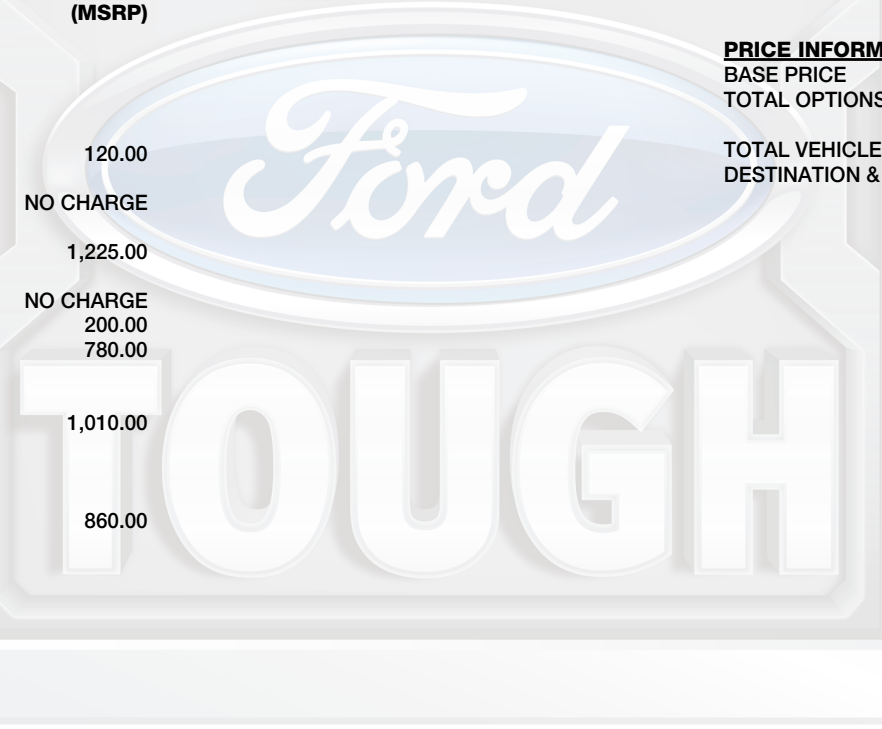 (MSRP)
120.00
NO CHARGE
1,225.00
NO CHARGE
200.00
780.00
1,010.00
860.00
PRICE INFORM
BASE PRICE
TOTAL OPTIONS
TOTAL VEHICLE
DESTINATION &
Ford
TOUGH